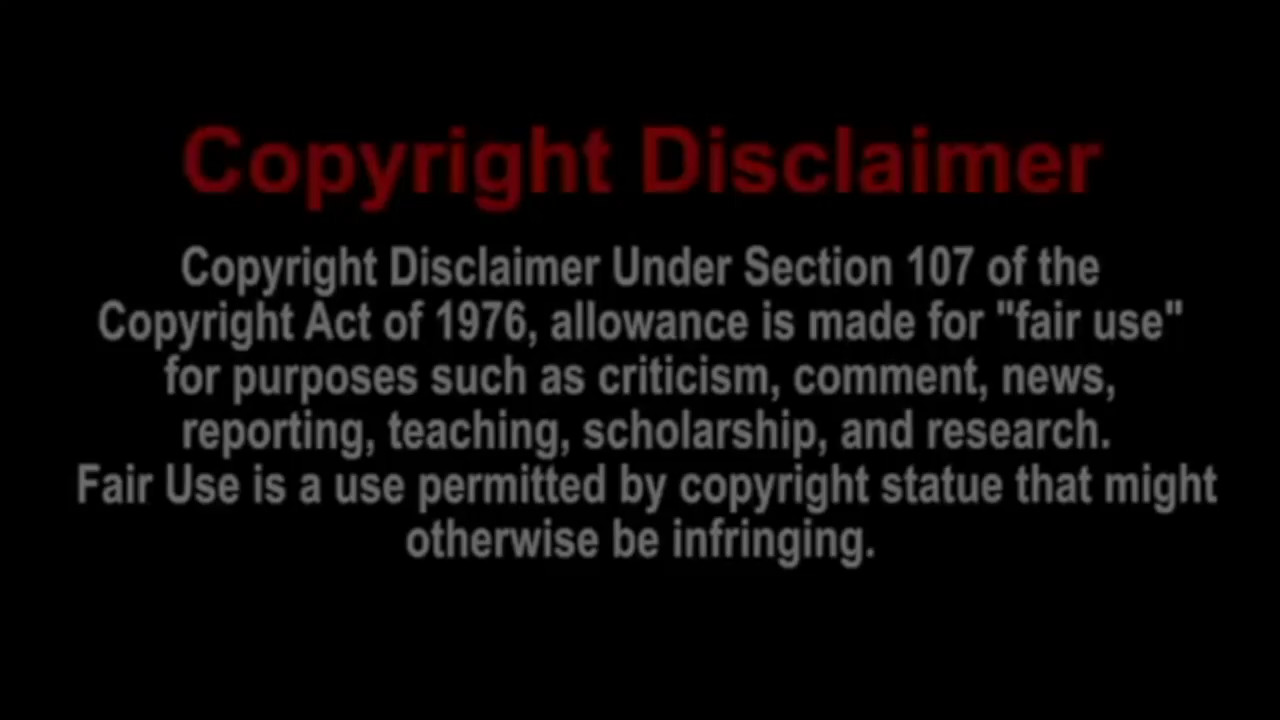 Copyright Disclaimer
Copyright Disclaimer Under Section 107 of the
Copyright Act of 1976, allowance is made for "fair use"
for purposes such as criticism, comment, news,
reporting, teaching, scholarship, and research.
Fair Use is a use permitted by copyright statue that might
otherwise be infringing.